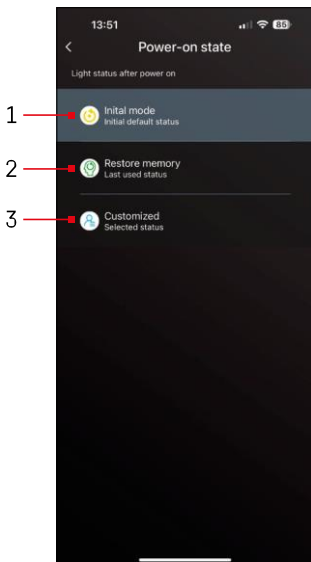 13:51
85
Power-on state
Light status after power on
1
Inital mode
Initial default status
2
Restore memory
Last used status
3
Customized
Selected status